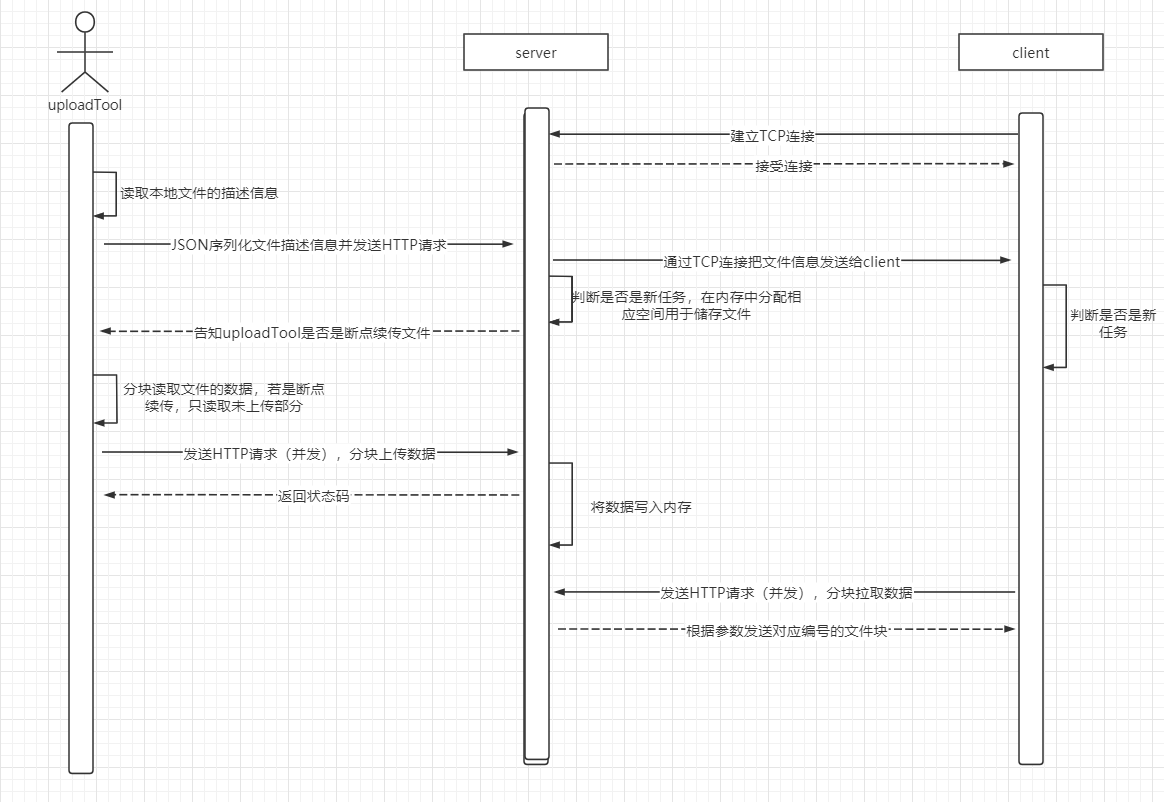 uploadTool
server
client
建立TCP连接
接受连接
读取本地文件的描述信息
JSON序列化文件描述信息并发送HTTP请求
通过TCP连接把文件信息发送给client
判断是否是新任务，在内存中分配相
应空间用于储存文件
判断是否是新
任务
告知uploadTool是否是断点续传文件
分块读取文件的数据，若是断点
续传，只读取未上传部分
发送HTTP请求（并发），分块上传数据
返回状态码
将数据写入内存
发送HTTP请求（并发），分块拉取数据
根据参数发送对应编号的文件块